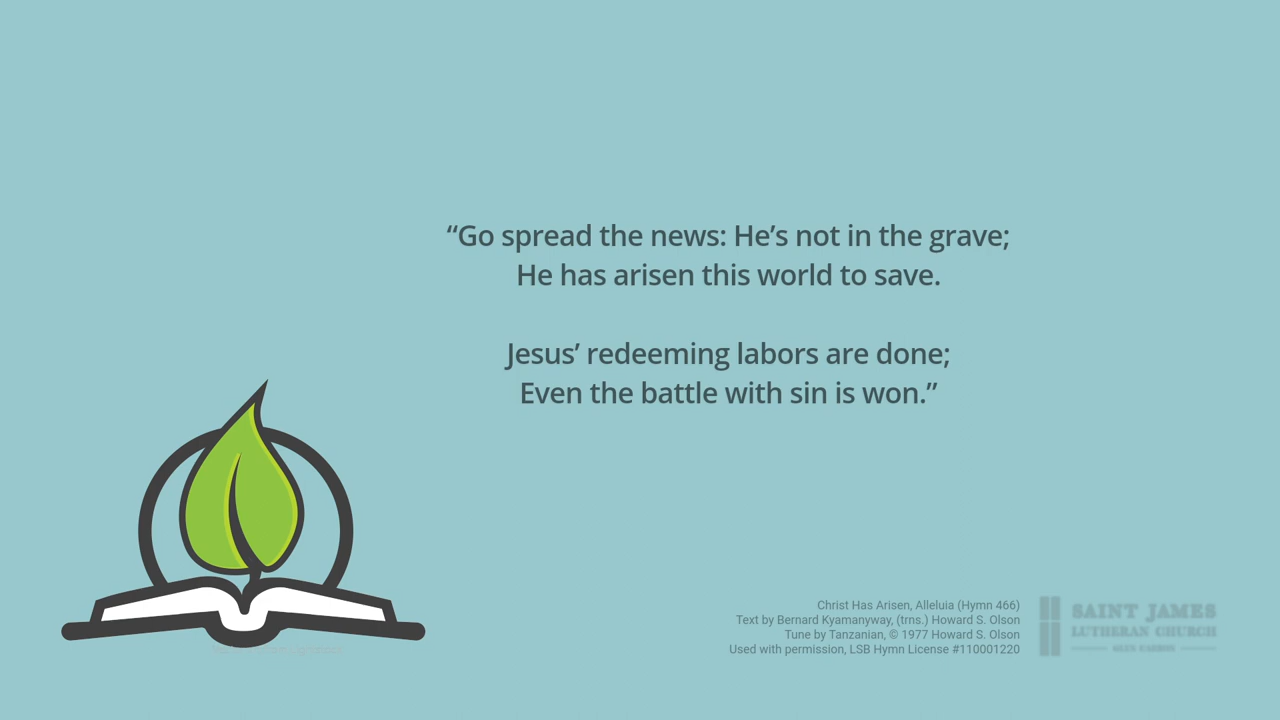 “Go spread the news: He’s not in the grave;
He has arisen this world to save.
Jesus’ redeeming labors are done;
Even the battle with sin is won.”
Christ Has Arisen, Alleluia (Hymn 466)
Text by Bernard Kyamanyway, (trns.) Howard S. Olson
Tune by Tanzanian, © 1977 Howard S. Olson
Used with permission, LSB Hymn License #110001220
SAINT JAMES
LUTHERAN CHURCH